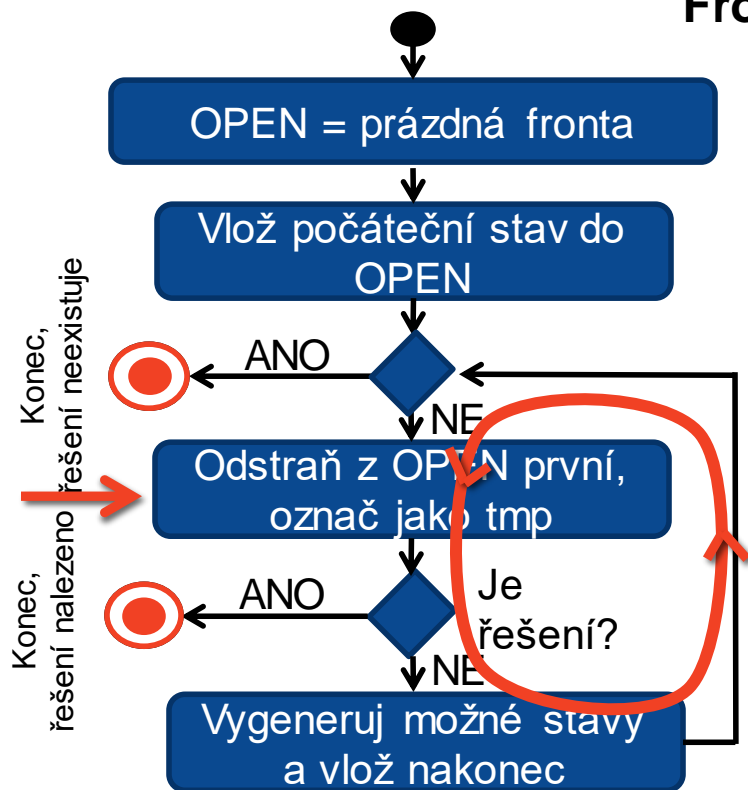 Fro
OPEN = prázdná fronta
Vlož počáteční stav do
OPEN
ANO
Konec,
řešení neexistuje
NE
Odstraň z OPEN první,
označ jako tmp
ANO
Konec,
řešení nalezeno
Je
řešení?
NE
Vygeneruj možné stavy
a vlož nakonec